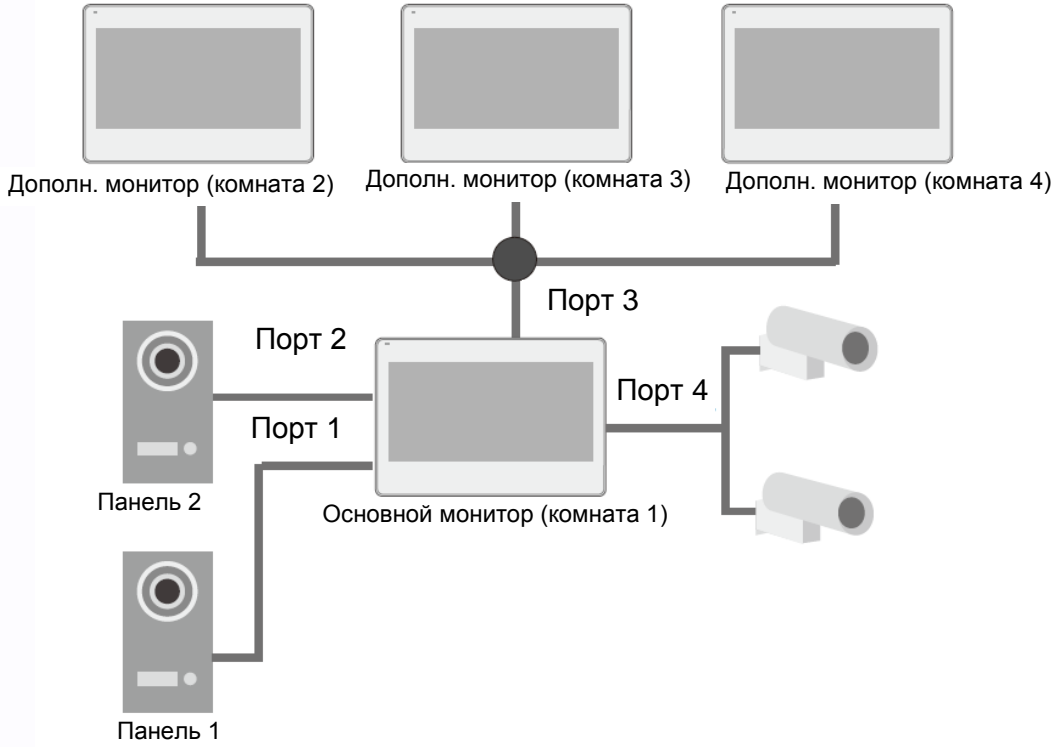 Дополн. монитор (комната 2)
Дополн. монитор (комната 3)
Дополн. монитор (комната 4)
Порт 3
Порт 2
Порт 4
Порт 1
Панель 2
Основной монитор (комната 1)
Панель 1